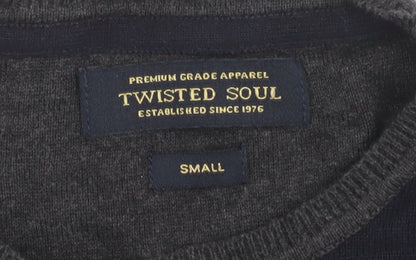 PREMIUM GRADE APPAREL
TWISTED SOUL
ESTABLISHED SINCE 1976
SMALL